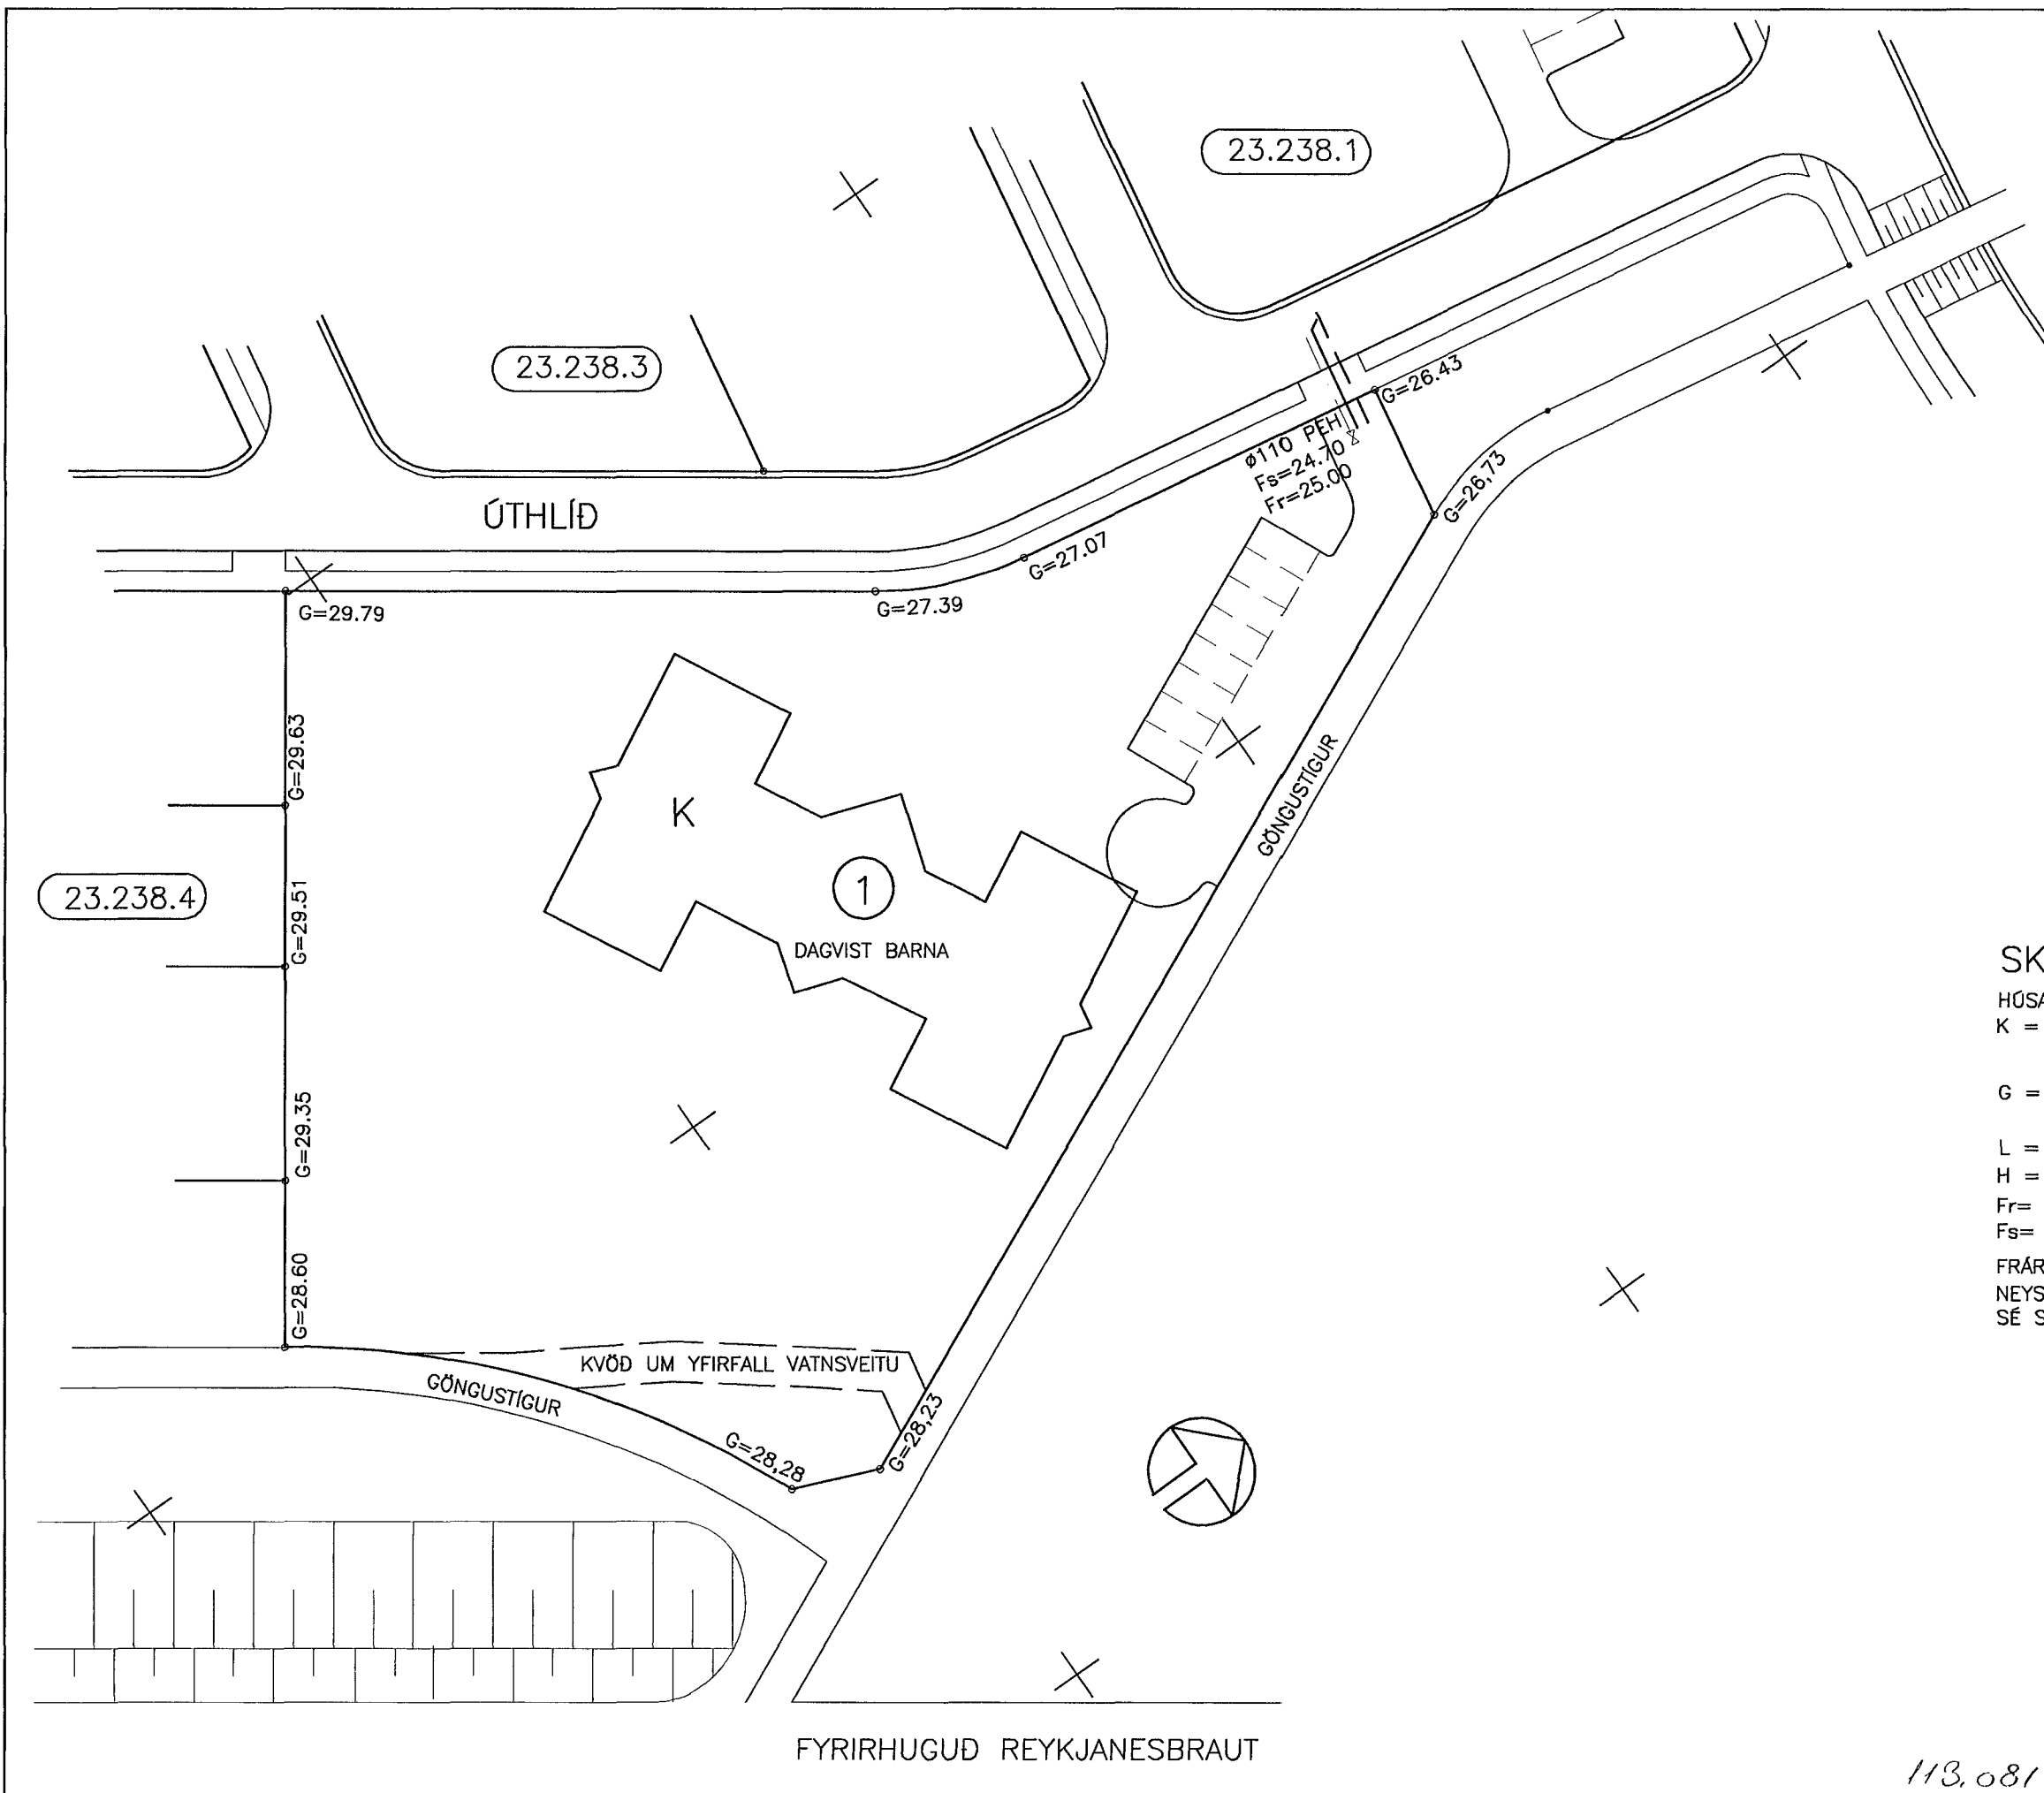 23.238.1
23.238.3
G=26.43
ø110 PEH
Fs=24.70
Fr=25.00
G=26,73
ÚTHLÍÐ
G=27.07
G=29.79
G=27.39
G=29.63
GÖNGUSTÍGUR
K
1
23.238.4
G=29.51
DAGVIST BARNA
SK
HÚSA
K =
G =
G=29.35
L =
H =
Fr=
Fs=
FRÁR
NEYS
SÉ S
G=28.60
KVÖÐ UM YFIRFALL VATNSVEITU
GÖNGUSTÍGUR
G=28,28
G=28,23
FYRIRHUGUÐ REYKJANESBRAUT
113.081